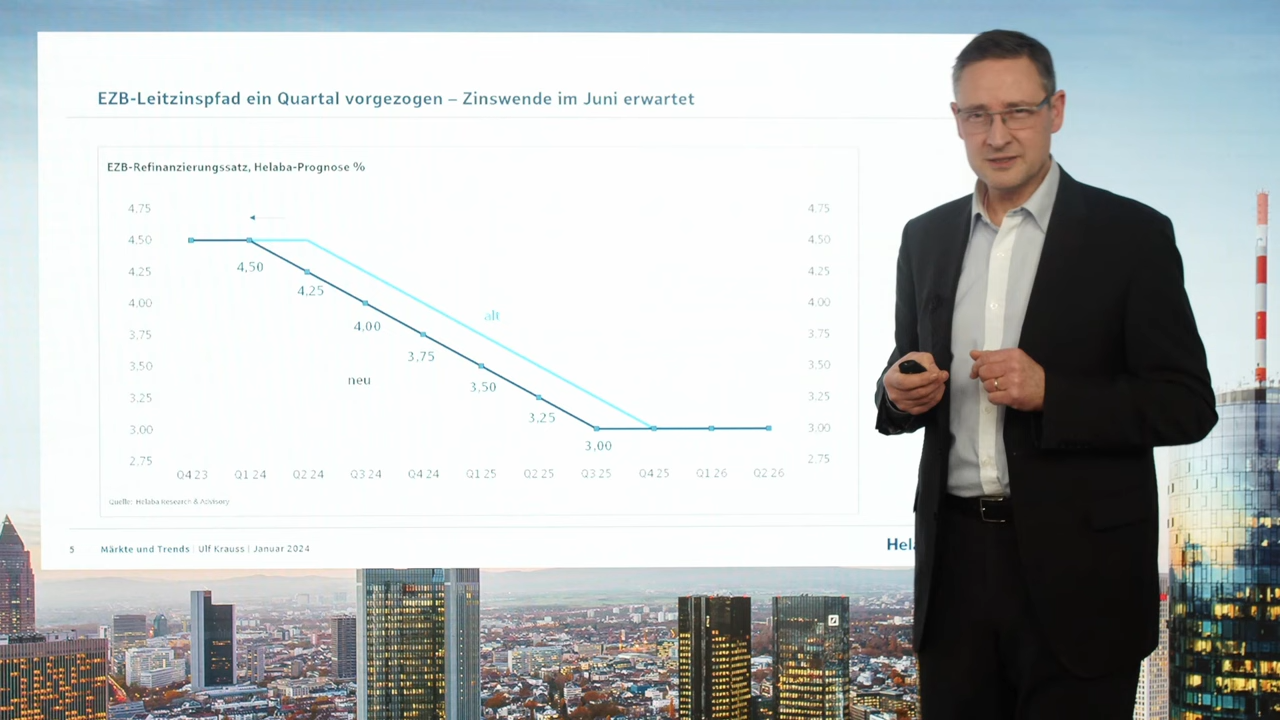 EZB-Leitzinspfad ein Quartal vorgezogen – Zinswende im Juni erwartet
EZB-Refinanzierungssatz, Helaba-Prognose %
4.75 4.75
4.50 4.50
4,50
4.25 4.25
4,25
4.00 4.00
4,00
alt
3.75 3.75
3,75
3.50 3.50
neu
3,50
3.25 3.25
3,25
3.00 3.00
3,00
2.75 2.75
Q4 23 Q1 24 Q2 24 Q3 24 Q4 24 Q1 25 Q2 25 Q3 25 Q4 25 Q1 26 Q2 26
Quelle: Helaba Research & Advisory
5 Märkte und Trends | Ulf Krauss | Januar 2024
Hela